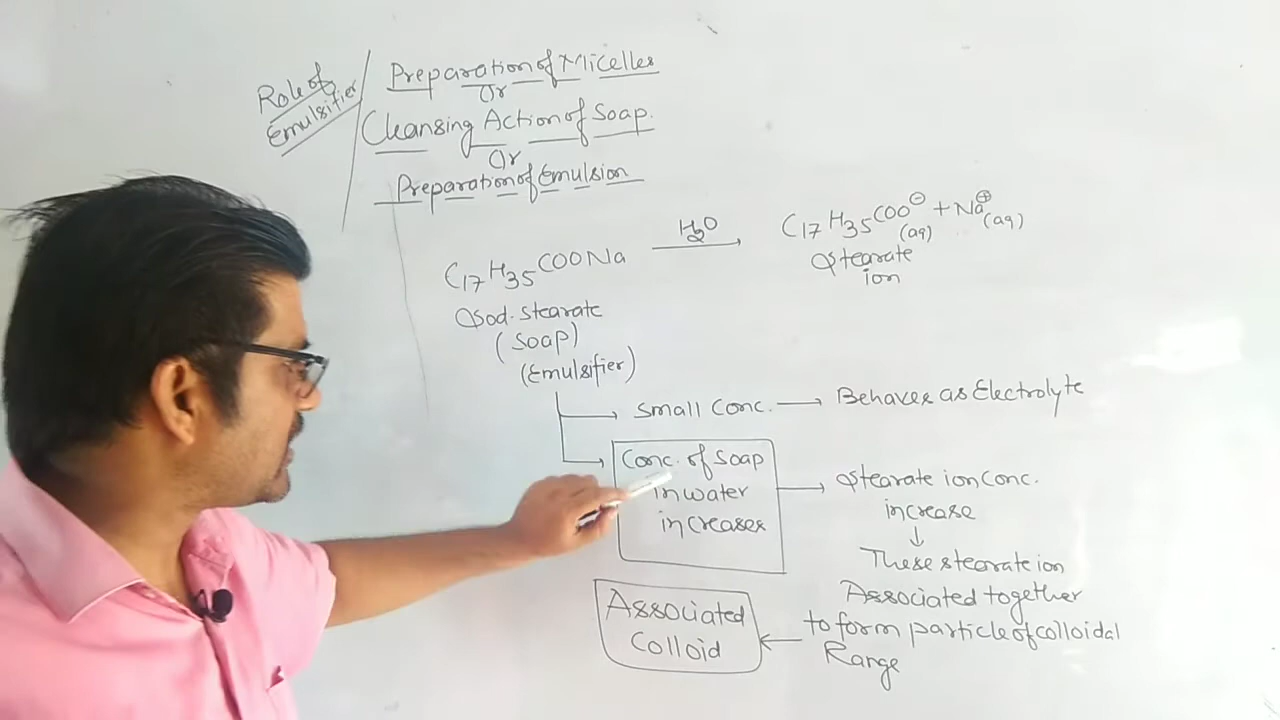 Role of
Emulsifier
Preparation of Micelles
Or
Cleansing Action of Soap.
Or
Preparation of Emulsion
C17H35COONa
H2O
C17H35COO⊖(aq) + Na⊕(aq)
Stearate
ion
Sod. Stearate
(Soap)
(Emulsifier)
Small Conc. → Behaves as Electrolyte
Conc. of Soap
in water
increases
→ Stearate ion Conc.
increase
↓
These stearate ion
Associated together
to form particle of colloidal
Range
Associated
Colloid